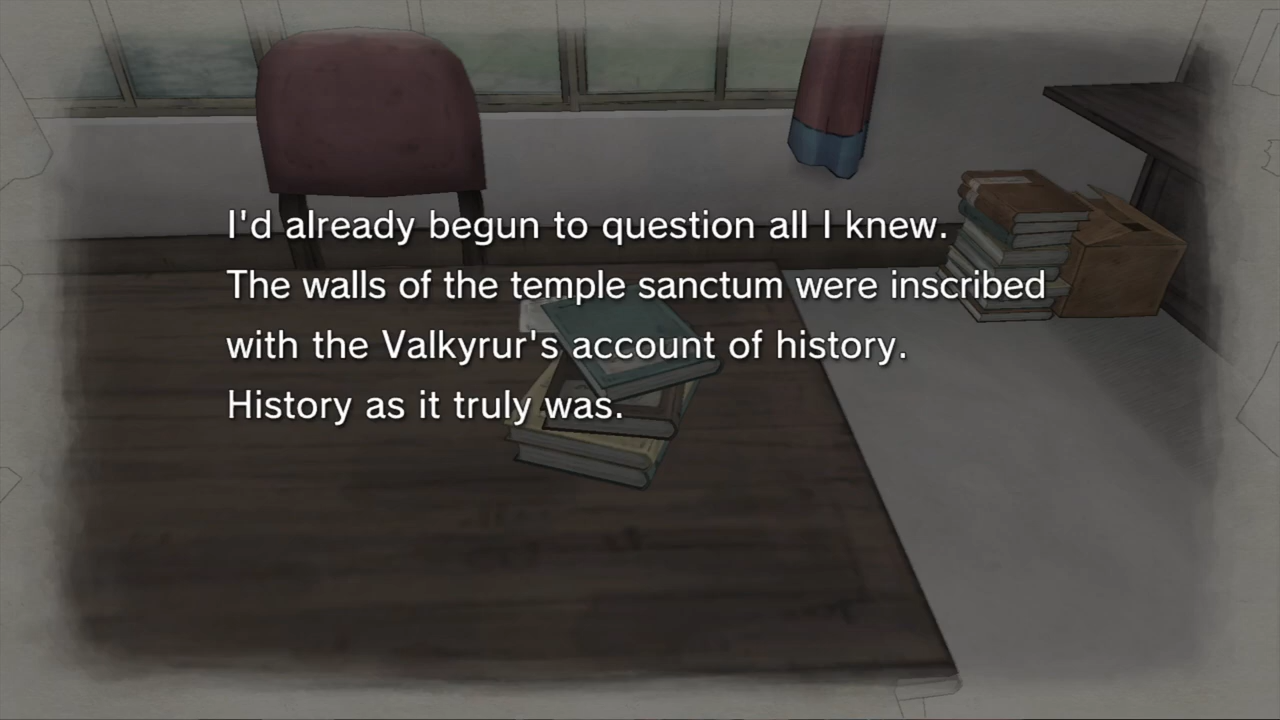 I'd already begun to question all I knew.
The walls of the temple sanctum were inscribed
with the Valkyrur's account of history.
History as it truly was.